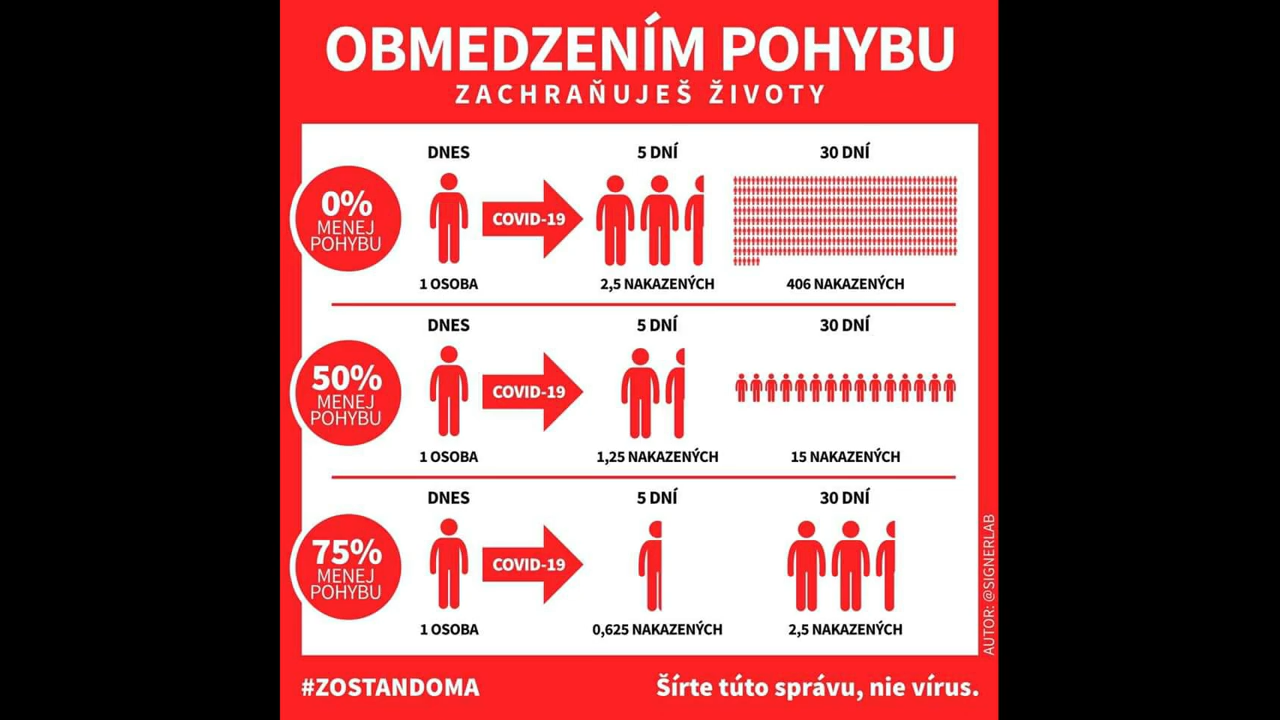 OBMEDZENÍM POHYBU
ZACHRAŇUJEŠ ŽIVOTY
DNES
5 DNÍ
30 DNÍ
0%
MENEJ
POHYBU
COVID-19
1 OSOBA
2,5 NAKAZENÝCH
406 NAKAZENÝCH
DNES
5 DNÍ
30 DNÍ
50%
MENEJ
POHYBU
COVID-19
1 OSOBA
1,25 NAKAZENÝCH
15 NAKAZENÝCH
DNES
5 DNÍ
30 DNÍ
75%
MENEJ
POHYBU
COVID-19
1 OSOBA
0,625 NAKAZENÝCH
2,5 NAKAZENÝCH
AUTOR: @SIGNERLAB
#ZOSTANDOMA
Šírte túto správu, nie vírus.